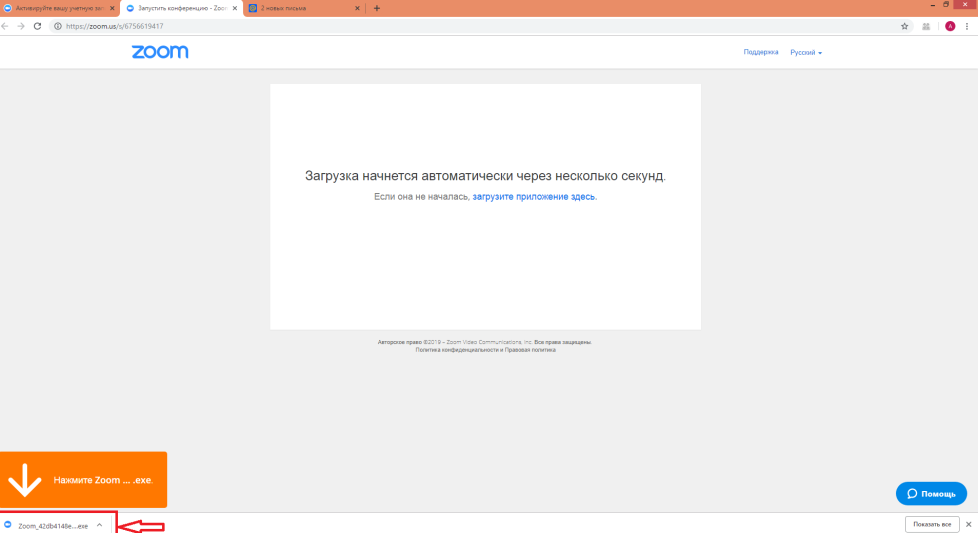 Активируйте вашу учетную за
Запустить конференцию - Zoo
2 новых письма
https://zoom.us/s/6756619417
zoom
Поддержка Русский
Загрузка начнется автоматически через несколько секунд.
Если она не началась, загрузите приложение здесь.
Авторское право ©2019 - Zoom Video Communications, Inc. Все права защищены.
Политика конфиденциальности и Правовая политика
Нажмите Zoom ... .exe.
Помощь
Zoom_42db4148e....exe
Показать все